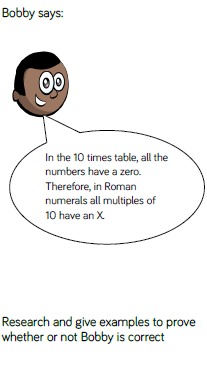 Bobby says:
In the 10 times table, all the
numbers have a zero.
Therefore, in Roman
numerals all multiples of
10 have an X.
Research and give examples to prove
whether or not Bobby is correct